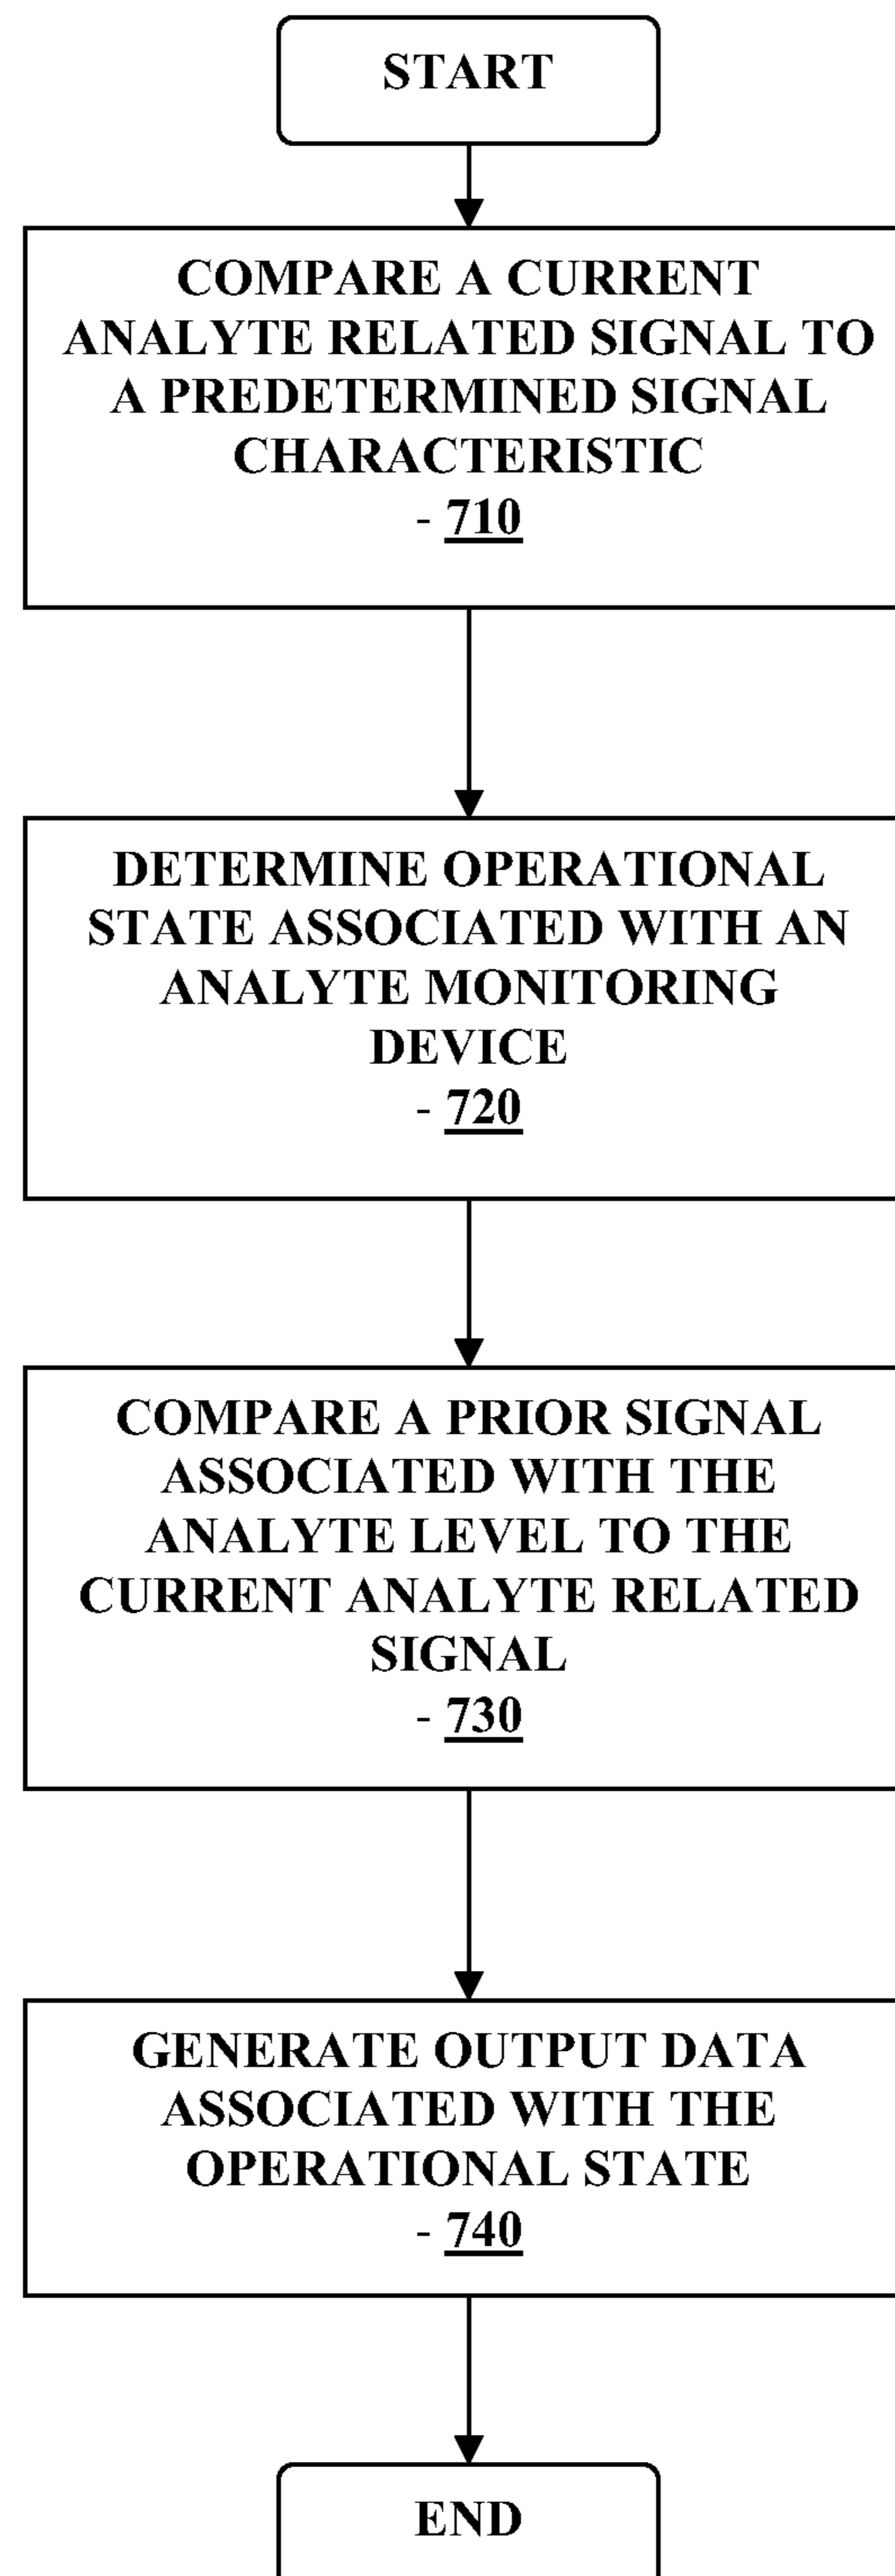 START
COMPARE A CURRENT
ANALYTE RELATED SIGNAL TO
A PREDETERMINED SIGNAL
CHARACTERISTIC
- 710
DETERMINE OPERATIONAL
STATE ASSOCIATED WITH AN
ANALYTE MONITORING
DEVICE
- 720
COMPARE A PRIOR SIGNAL
ASSOCIATED WITH THE
ANALYTE LEVEL TO THE
CURRENT ANALYTE RELATED
SIGNAL
- 730
GENERATE OUTPUT DATA
ASSOCIATED WITH THE
OPERATIONAL STATE
- 740
END